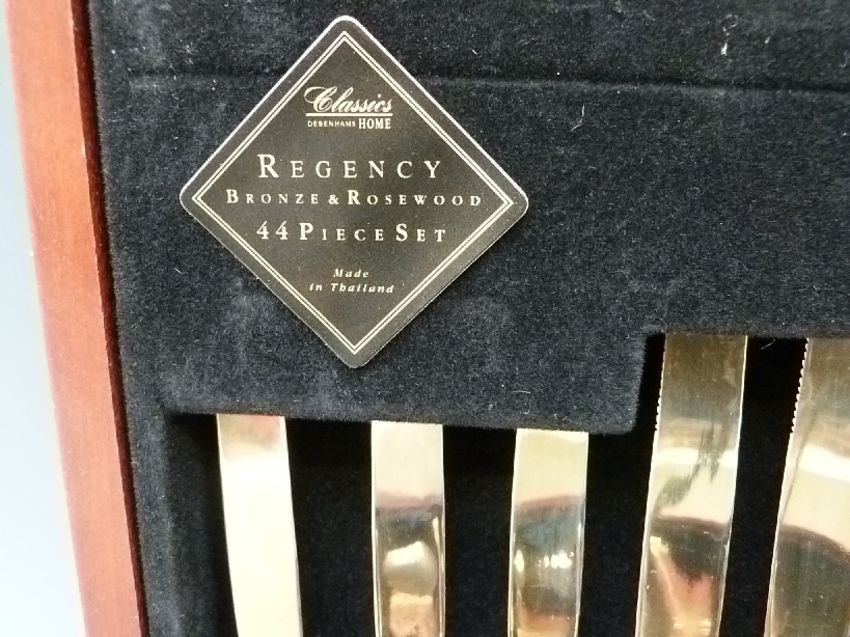 Classics
DEBENHAMS HOME
REGENCY
BRONZE & ROSEWOOD
44 PIECE SET
Made
in Thailand